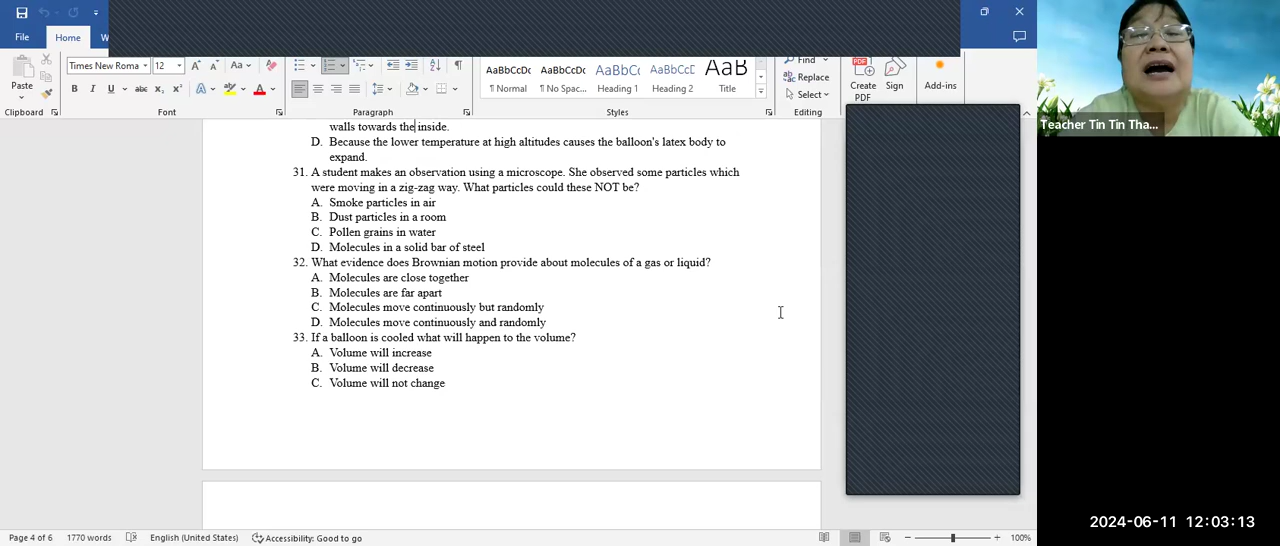 File
Home
W
Paste
Clipboard
Times New Roma
12
Aa
B
I
U
ab
x
A
Font
Paragraph
AaBbCcDc
AaBbCcDc
AaBbCc
AaBbCcD
AaB
¶ Normal
¶ No Spac...
Heading 1
Heading 2
Title
Styles
Find
Replace
Select
Editing
PDF
Create
PDF
Sign
Add-ins
Add-ins
Teacher Tin Tin Tha...
walls towards the inside.
D. Because the lower temperature at high altitudes causes the balloon's latex body to
expand.
31. A student makes an observation using a microscope. She observed some particles which
were moving in a zig-zag way. What particles could these NOT be?
A. Smoke particles in air
B. Dust particles in a room
C. Pollen grains in water
D. Molecules in a solid bar of steel
32. What evidence does Brownian motion provide about molecules of a gas or liquid?
A. Molecules are close together
B. Molecules are far apart
C. Molecules move continuously but randomly
D. Molecules move continuously and randomly
33. If a balloon is cooled what will happen to the volume?
A. Volume will increase
B. Volume will decrease
C. Volume will not change
Page 4 of 6
1770 words
English (United States)
Accessibility: Good to go
100%
2024-06-11 12:03:13